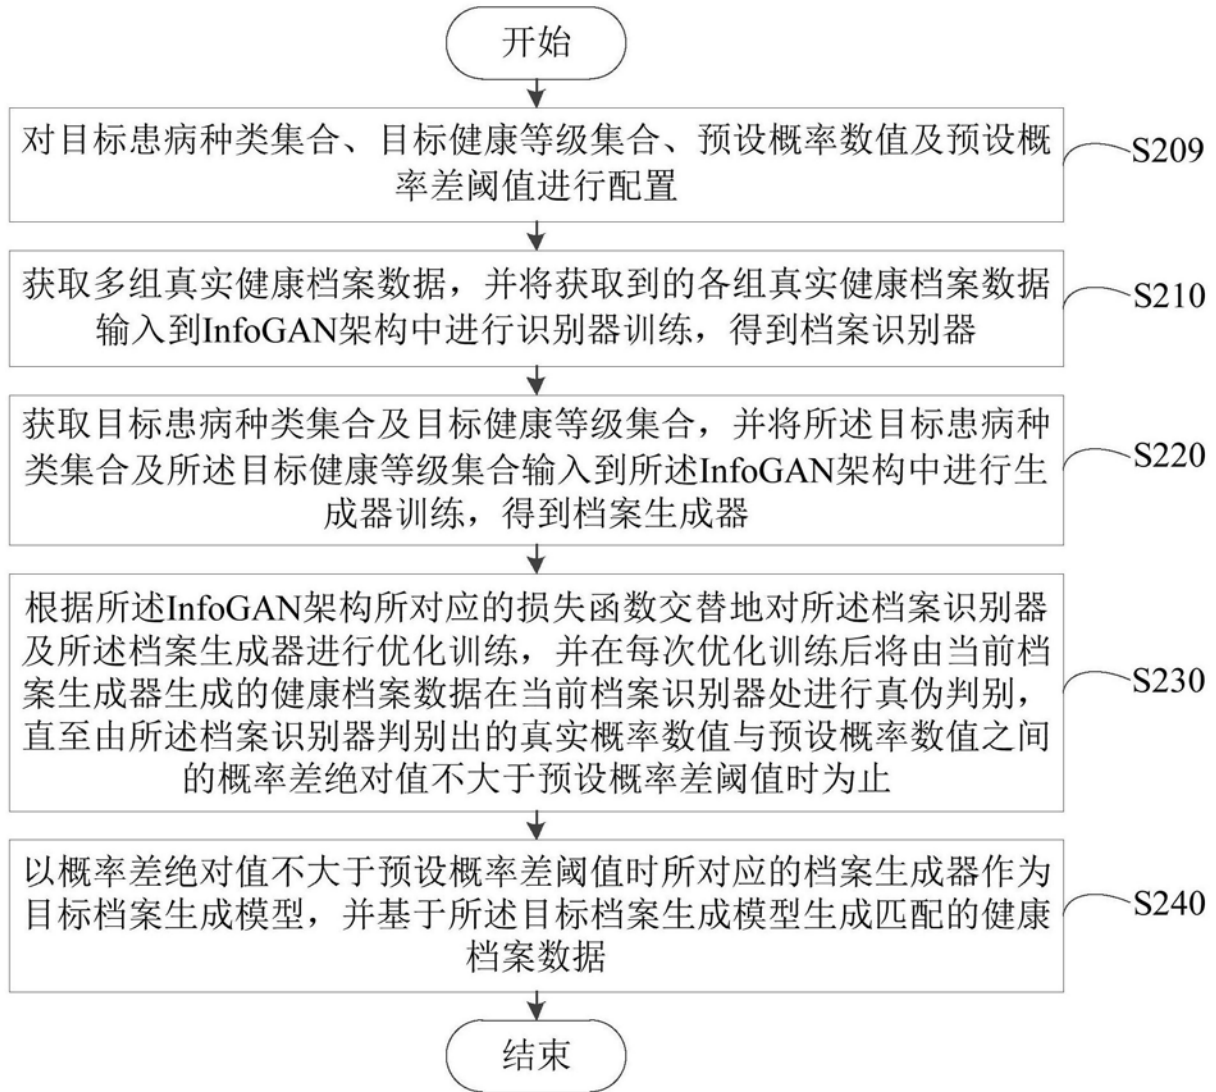 开始
对目标患病种类集合、目标健康等级集合、预设概率数值及预设概
率差阈值进行配置
S209
获取多组真实健康档案数据，并将获取到的各组真实健康档案数据
输入到InfoGAN架构中进行识别器训练，得到档案识别器
S210
获取目标患病种类集合及目标健康等级集合，并将所述目标患病种
类集合及所述目标健康等级集合输入到所述InfoGAN架构中进行生
成器训练，得到档案生成器
S220
根据所述InfoGAN架构所对应的损失函数交替地对所述档案识别器
及所述档案生成器进行优化训练，并在每次优化训练后将由当前档
案生成器生成的健康档案数据在当前档案识别器处进行真伪判别，
直至由所述档案识别器判别出的真实概率数值与预设概率数值之间
的概率差绝对值不大于预设概率差阈值时为止
S230
以概率差绝对值不大于预设概率差阈值时所对应的档案生成器作为
目标档案生成模型，并基于所述目标档案生成模型生成匹配的健康
档案数据
S240
结束